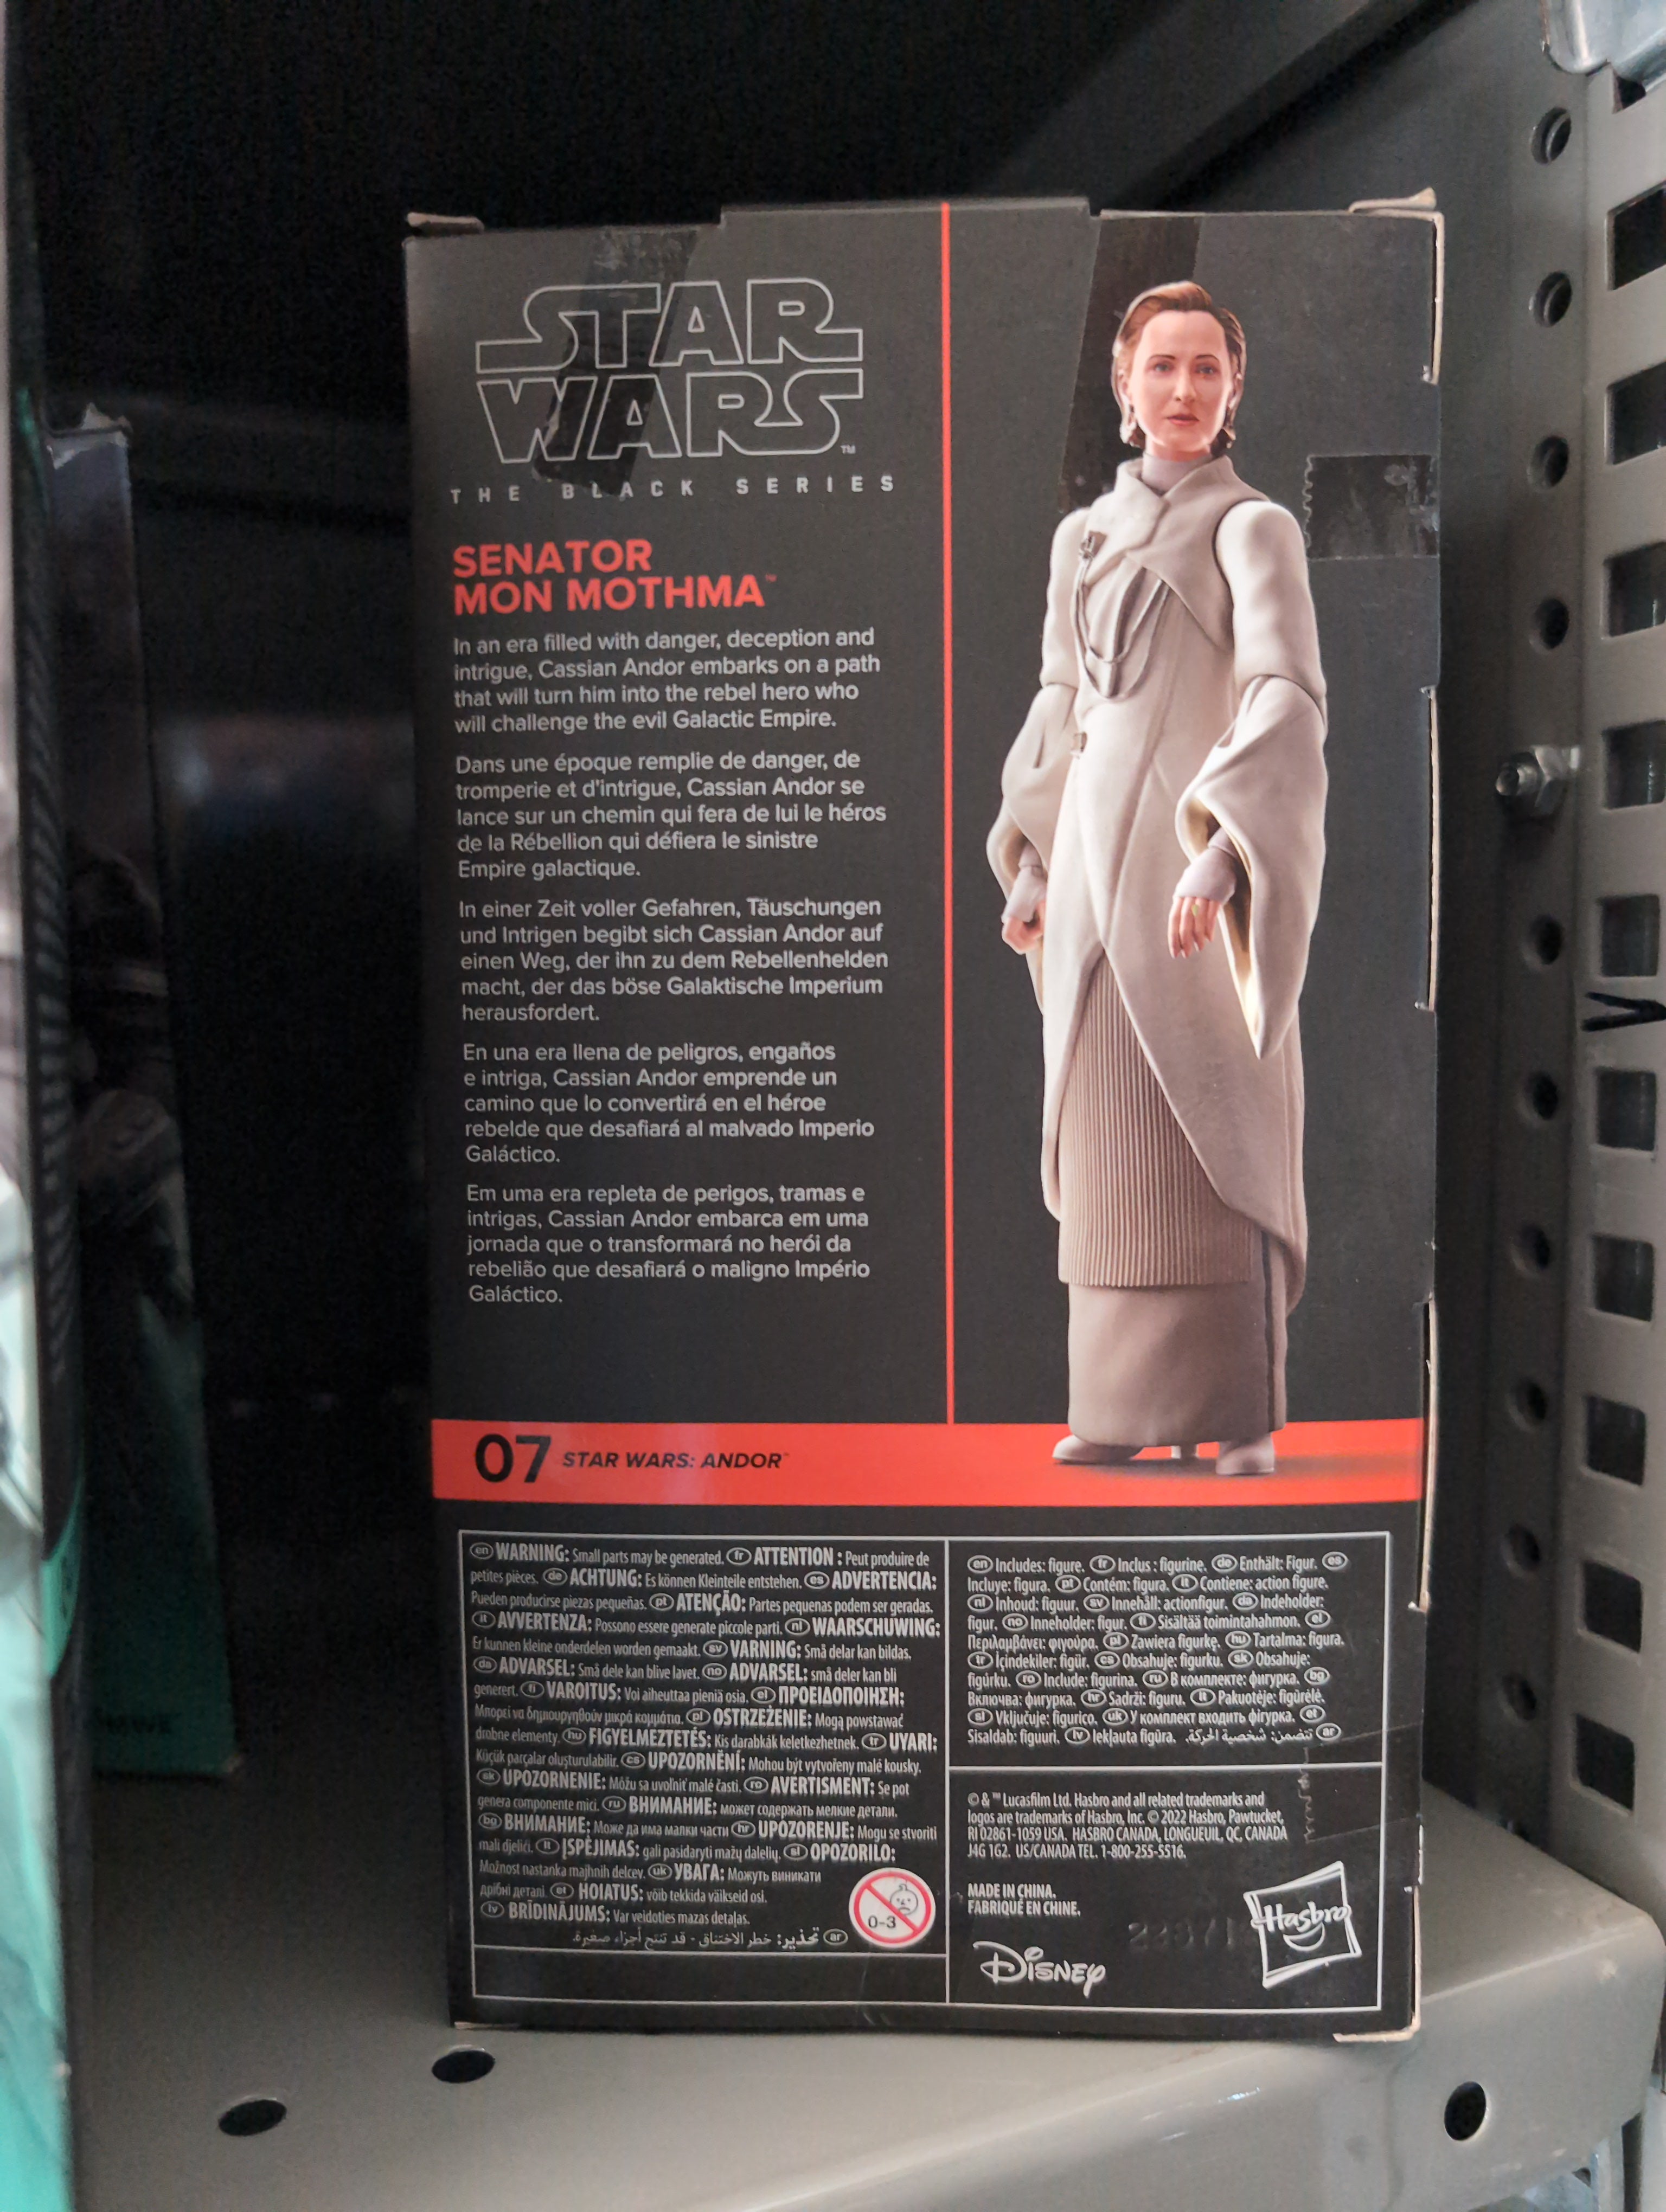 STAR
WARS™
THE BLACK SERIES
SENATOR
MON MOTHMA™
In an era filled with danger, deception and
intrigue, Cassian Andor embarks on a path
that will turn him into the rebel hero who
will challenge the evil Galactic Empire.
Dans une époque remplie de danger, de
tromperie et d'intrigue, Cassian Andor se
lance sur un chemin qui fera de lui le héros
de la Rébellion qui défiera le sinistre
Empire galactique.
In einer Zeit voller Gefahren, Täuschungen
und Intrigen begibt sich Cassian Andor auf
einen Weg, der ihn zu dem Rebellenhelden
macht, der das böse Galaktische Imperium
herausfordert.
En una era llena de peligros, engaños
e intriga, Cassian Andor emprende un
camino que lo convertirá en el héroe
rebelde que desafiará al malvado Imperio
Galáctico.
Em uma era repleta de perigos, tramas e
intrigas, Cassian Andor embarca em uma
jornada que o transformará no herói da
rebelião que desafiará o maligno Império
Galáctico.
07 STAR WARS: ANDOR™
en WARNING: Small parts may be generated. fr ATTENTION : Peut produire de
petites pièces. de ACHTUNG: Es können Kleinteile entstehen. es ADVERTENCIA:
Pueden producirse piezas pequeñas. pt ATENÇÃO: Partes pequenas podem ser geradas.
it AVVERTENZA: Possono essere generate piccole parti. nl WAARSCHUWING:
Er kunnen kleine onderdelen worden gemaakt. sv VARNING: Små delar kan bildas.
da ADVARSEL: Små dele kan blive lavet. no ADVARSEL: små deler kan bli
generert. fi VAROITUS: Voi aiheuttaa pieniä osia. el ΠΡΟΕΙΔΟΠΟΙΗΣΗ:
Μπορεί να δημιουργηθούν μικρά κομμάτια. pl OSTRZEŻENIE: Mogą powstawać
drobne elementy. hu FIGYELMEZTETÉS: Kis darabkák keletkezhetnek. tr UYARI:
Küçük parçalar oluşturulabilir. cs UPOZORNĚNÍ: Mohou být vytvořeny malé kousky.
sk UPOZORNENIE: Môžu sa uvoľniť malé časti. ro AVERTISMENT: Se pot
genera componente mici. ru ВНИМАНИЕ: может содержать мелкие детали.
bg ВНИМАНИЕ: Може да има малки части hr UPOZORENJE: Mogu se stvoriti
mali djelići. lt ĮSPĖJIMAS: gali pasidaryti mažų dalelių. sl OPOZORILO:
Možnost nastanka majhnih delcev. uk УВАГА: Можуть виникати
дрібні деталі. et HOIATUS: võib tekkida väikseid osi.
lv BRĪDINĀJUMS: Var veidoties mazas detaļas.
ar تحذير: خطر الاختناق - قد تنتج أجزاء صغيرة.
0-3
en Includes: figure. fr Inclus : figurine. de Enthält: Figur. es
Incluye: figura. pt Contém: figura. it Contiene: action figure.
nl Inhoud: figuur. sv Innehåll: actionfigur. da Indeholder:
figur. no Inneholder: figur. fi Sisältää toimintahahmon. el
Περιλαμβάνει: φιγούρα. pl Zawiera figurkę. hu Tartalma: figura.
tr İçindekiler: figür. cs Obsahuje: figurku. sk Obsahuje:
figúrku. ro Include: figurina. ru В комплекте: фигурка. bg
Включва: фигурка. hr Sadrži: figuru. lt Pakuotėje: figūrėlė.
sl Vključuje: figurico. uk У комплект входить фігурка. et
Sisaldab: figuuri. lv Iekļauta figūra. ar تتضمن: شخصية الحركة.
© & ™ Lucasfilm Ltd. Hasbro and all related trademarks and
logos are trademarks of Hasbro, Inc. © 2022 Hasbro, Pawtucket,
RI 02861-1059 USA. HASBRO CANADA, LONGUEUIL, QC, CANADA
J4G 1G2. US/CANADA TEL. 1-800-255-5516.
MADE IN CHINA.
FABRIQUÉ EN CHINE.
Disney
Hasbro